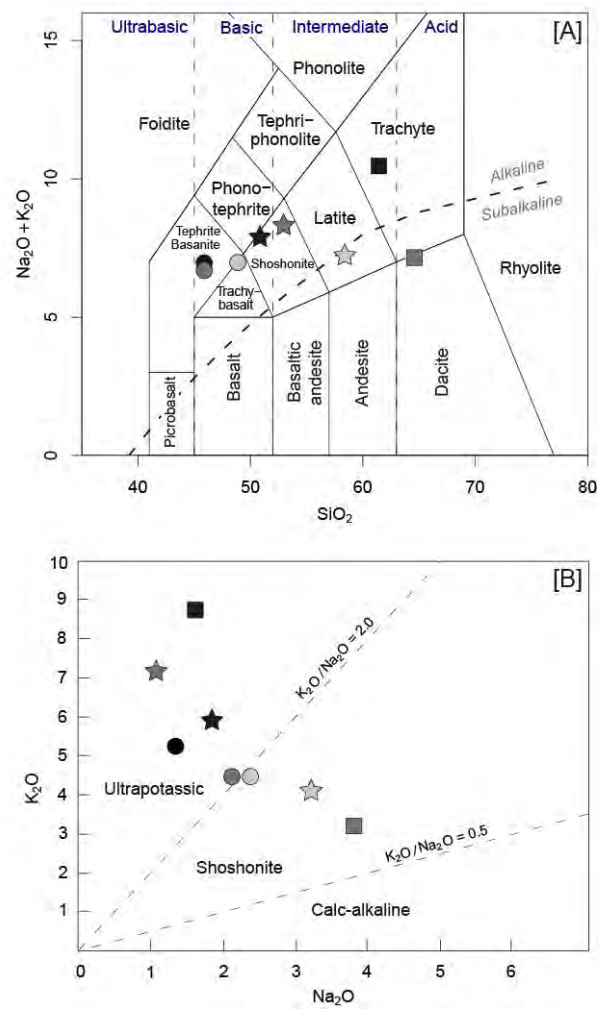 Ultrabasic Basic Intermediate Acid [A]
Phonolite
Foidite
Tephri–
phonolite
Trachyte
Phono–
tephrite
Alkaline
Subalkaline
Latite
Tephrite
Basanite
Shoshonite
Trachy–
basalt
Rhyolite
Picrobasalt
Basalt
Basaltic
andesite
Andesite
Dacite
Na₂O + K₂O
15
10
5
0
40 50 60 70 80
SiO₂
[B]
K₂O/Na₂O = 2.0
Ultrapotassic
K₂O/Na₂O = 0.5
Shoshonite
Calc-alkaline
K₂O
10
9
8
7
6
5
4
3
2
1
0 1 2 3 4 5 6
Na₂O